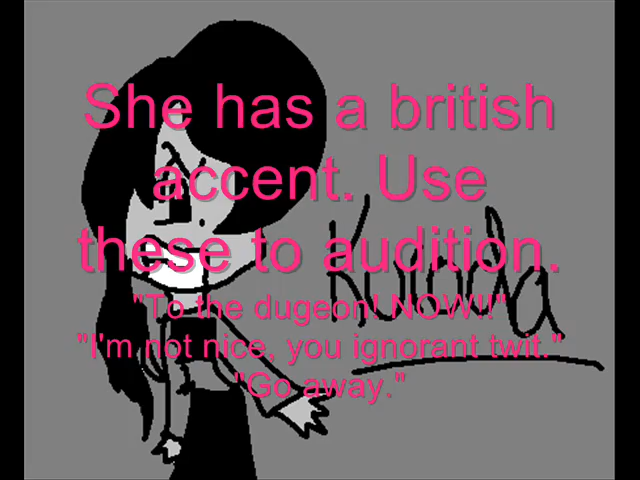 She has a british
accent. Use
these to audition.
"To the dugeon! NOW!!"
"I'm not nice, you ignorant twit."
"Go away."